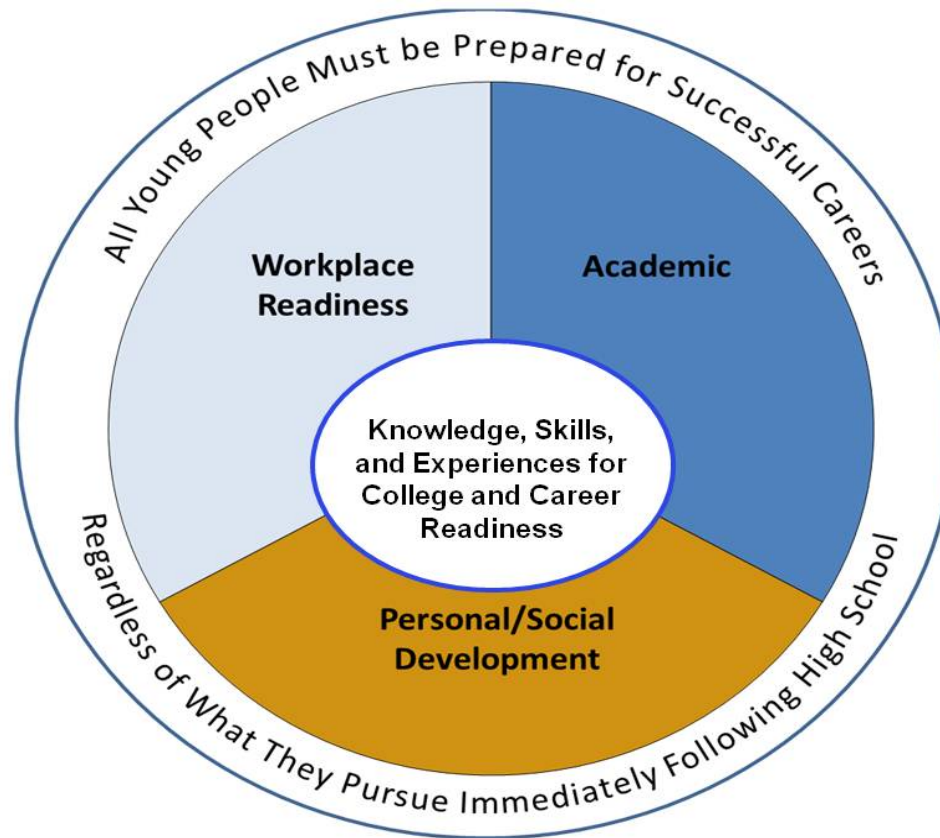 All Young People Must be Prepared for Successful Careers
Workplace
Readiness
Academic
Knowledge, Skills,
and Experiences for
College and Career
Readiness
Personal/Social
Development
Regardless of What They Pursue Immediately Following High School